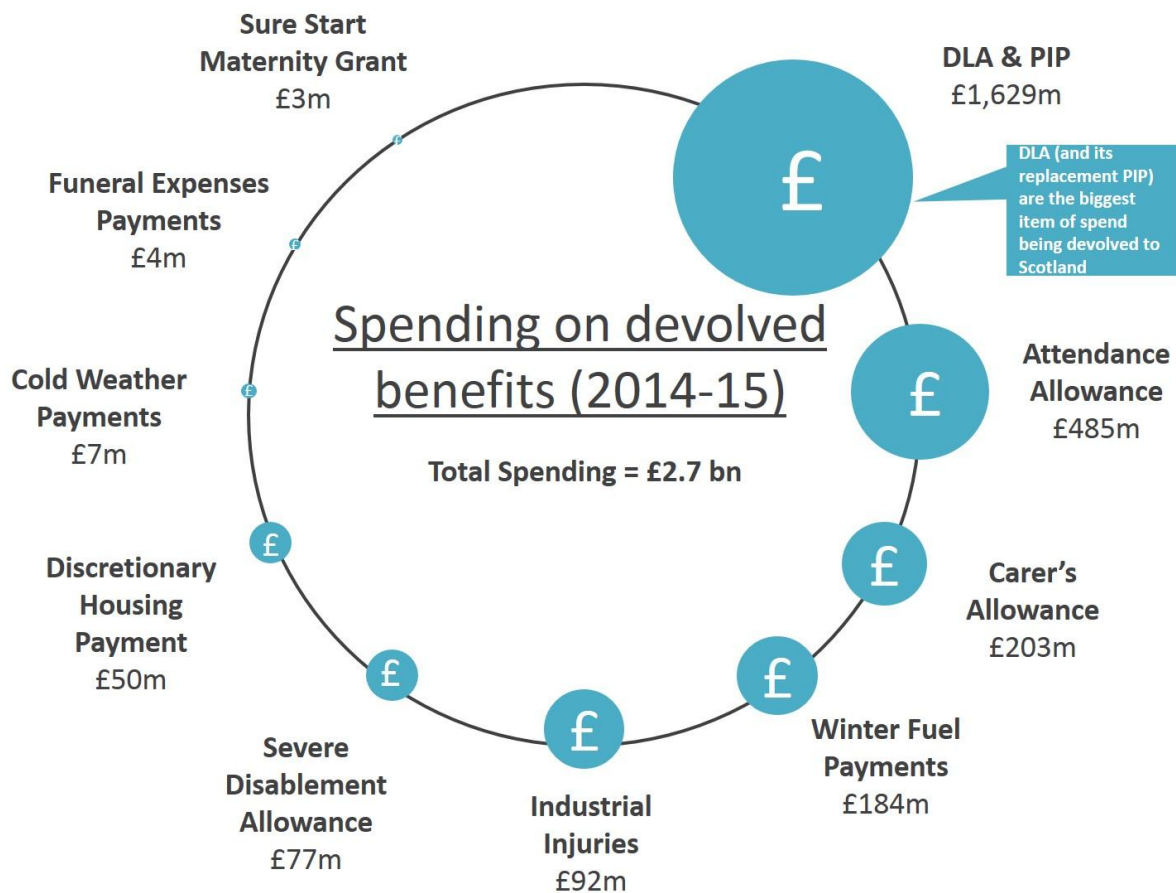 Spending on devolved
benefits (2014-15)
Total Spending = £2.7 bn
DLA & PIP
£1,629m
£
DLA (and its
replacement PIP)
are the biggest
item of spend
being devolved to
Scotland
Attendance
Allowance
£485m
£
Carer’s
Allowance
£203m
£
Winter Fuel
Payments
£184m
£
Industrial
Injuries
£92m
£
Severe
Disablement
Allowance
£77m
£
Discretionary
Housing
Payment
£50m
£
Cold Weather
Payments
£7m
£
Funeral Expenses
Payments
£4m
£
Sure Start
Maternity Grant
£3m
£